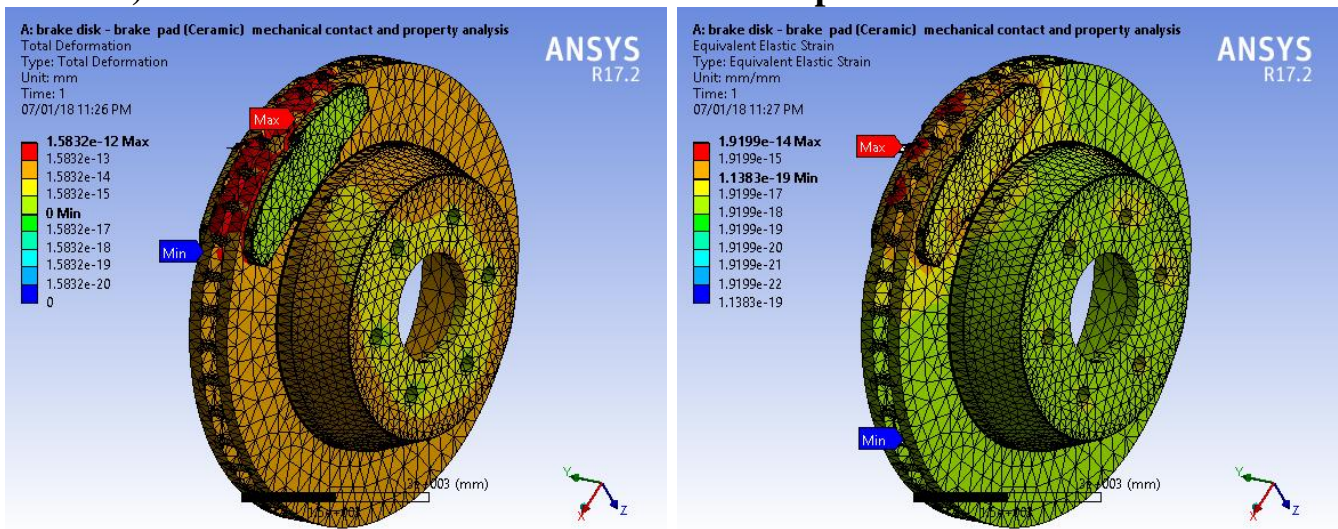 A: brake disk - brake pad (Ceramic) mechanical contact and property analysis
Total Deformation
Type: Total Deformation
Unit: mm
Time: 1
07/01/18 11:26 PM
ANSYS
R17.2
Max
1.5832e-12 Max
1.5832e-13
1.5832e-14
1.5832e-15
0 Min
1.5832e-17
1.5832e-18
1.5832e-19
1.5832e-20
0
Min
(mm)
Y
X
Z
A: brake disk - brake pad (Ceramic) mechanical contact and property analysis
Equivalent Elastic Strain
Type: Equivalent Elastic Strain
Unit: mm/mm
Time: 1
07/01/18 11:27 PM
ANSYS
R17.2
Max
1.9199e-14 Max
1.9199e-15
1.1383e-19 Min
1.9199e-17
1.9199e-18
1.9199e-19
1.9199e-20
1.9199e-21
1.9199e-22
1.1383e-19
Min
(mm)
Y
X
Z